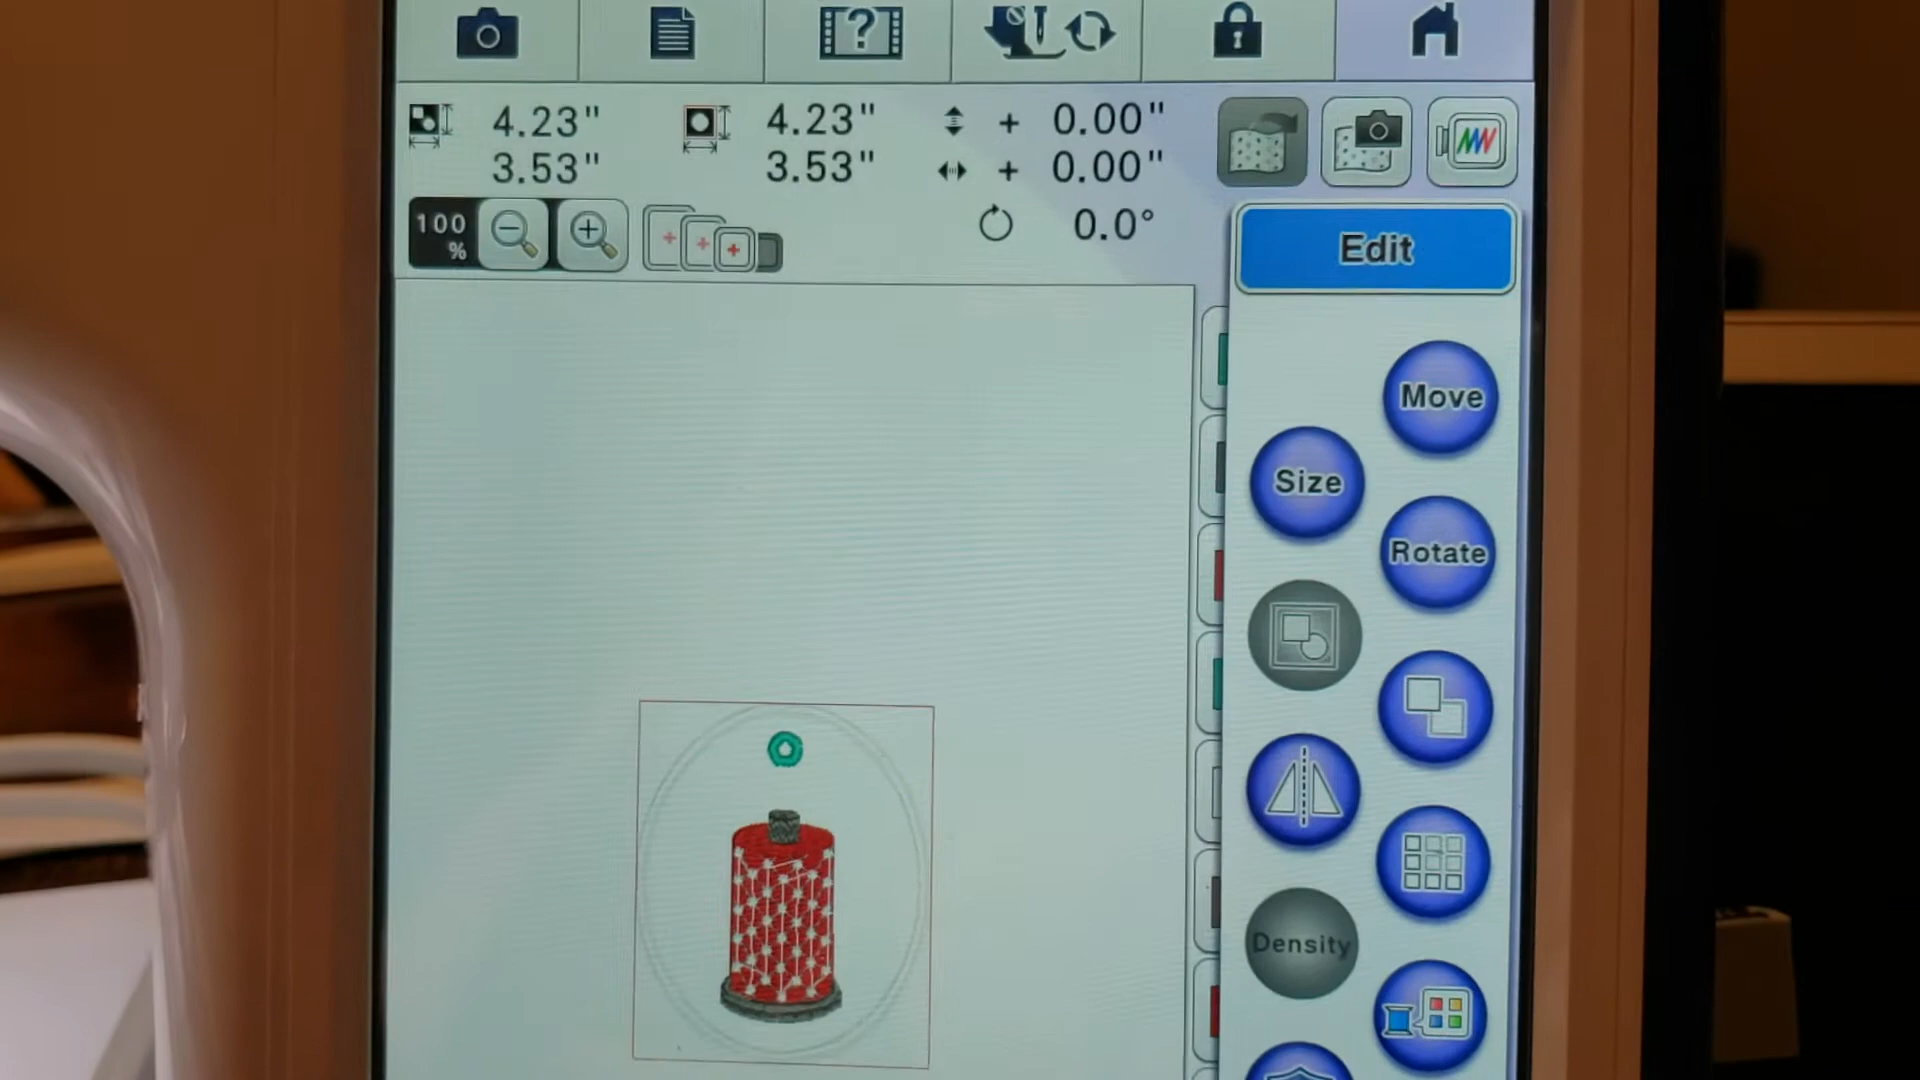 ?
4.23" 4.23" + 0.00"
3.53" 3.53" + 0.00"
100 % 0.0°
Edit
Move
Size
Rotate
Density